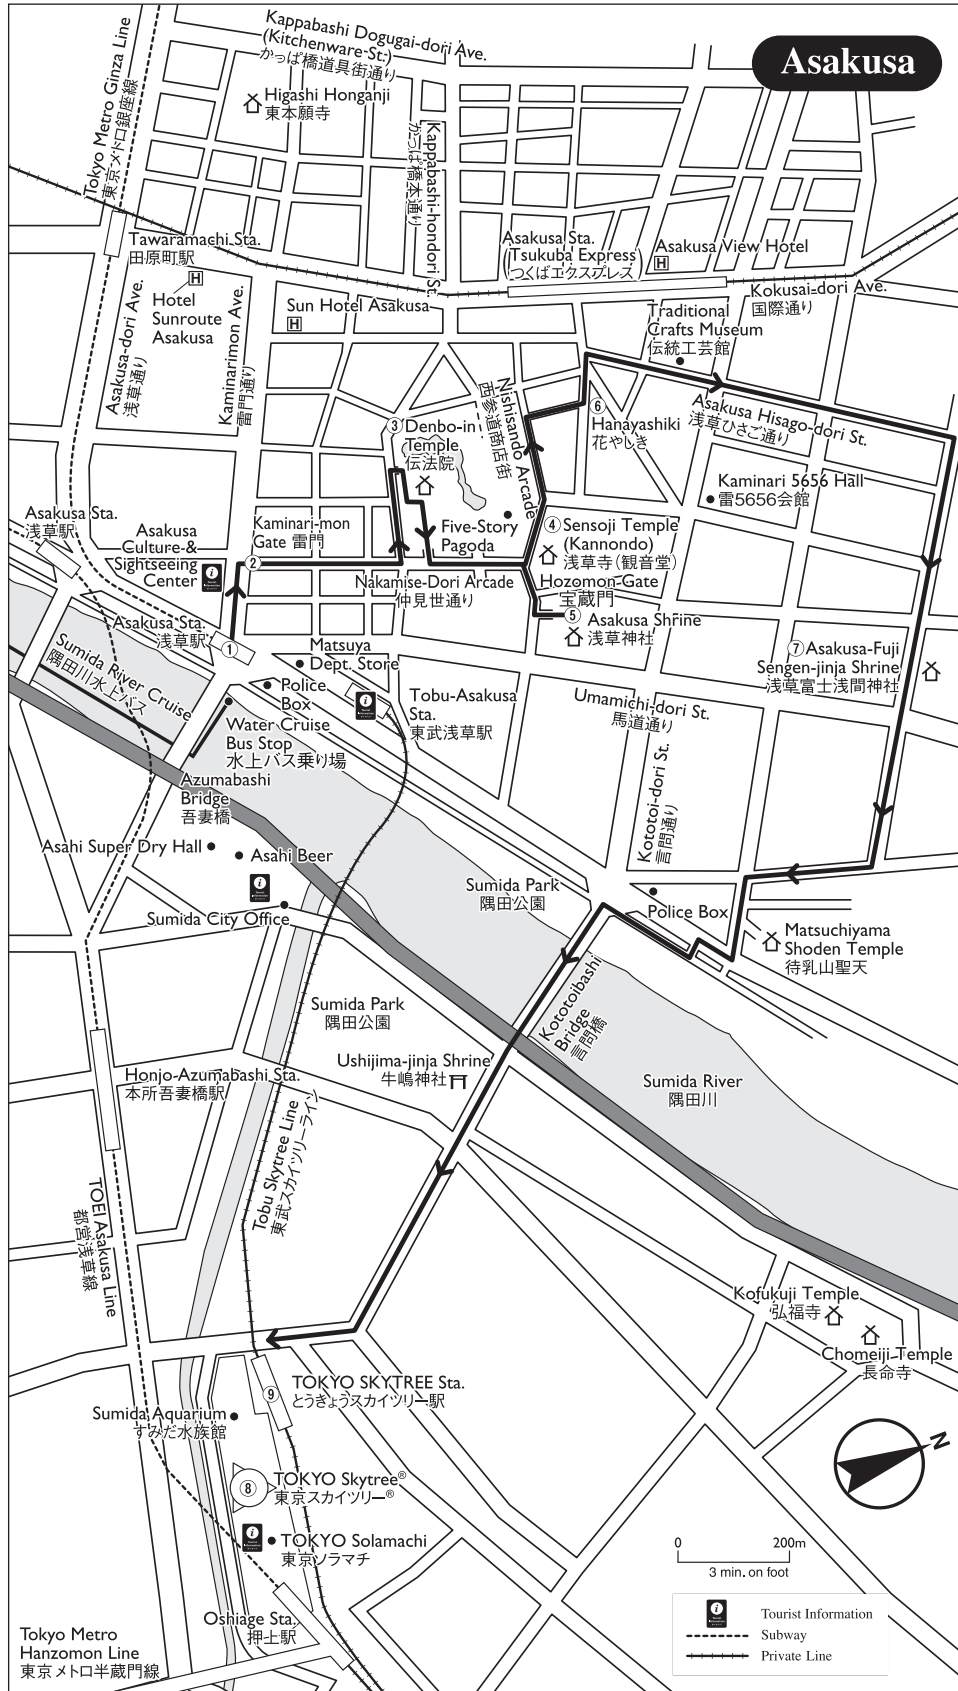 Asakusa
Kappabashi Dogugai-dori Ave.
(Kitchenware St.)
かっぱ橋道具街通り
Higashi Honganji
東本願寺
Tokyo Metro Ginza Line
東京メトロ銀座線
Kappabashi-hondori St.
かっぱ橋本通り
Tawaramachi Sta.
田原町駅
H
Hotel
Sunroute
Asakusa
Asakusa Sta.
(Tsukuba Express)
つくばエクスプレス
Asakusa View Hotel
H
Kokusai-dori Ave.
国際通り
Sun Hotel Asakusa
H
Traditional
Crafts Museum
伝統工芸館
Asakusa-dori Ave.
浅草通り
Kaminarimon Ave.
雷門通り
Nishisando Arcade
西参道商店街
③ Denbo-in
Temple
伝法院
⑥
Hanayashiki
花やしき
Asakusa Hisago-dori St.
浅草ひさご通り
Kaminari 5656 Hall
雷5656会館
Asakusa Sta.
浅草駅
Asakusa
Culture &
Sightseeing
Center
i
Kaminari-mon
Gate 雷門
②
Five-Story
Pagoda
④ Sensoji Temple
(Kannondo)
浅草寺(観音堂)
Hozomon Gate
宝蔵門
Nakamise-Dori Arcade
仲見世通り
⑤ Asakusa Shrine
浅草神社
Asakusa Sta.
浅草駅
①
Matsuya
Dept. Store
⑦ Asakusa-Fuji
Sengen-jinja Shrine
浅草富士浅間神社
Sumida River Cruise
隅田川水上バス
Police
Box
i
Tobu-Asakusa
Sta.
東武浅草駅
Umamichi-dori St.
馬道通り
Water Cruise
Bus Stop
水上バス乗り場
Kototoi-dori St.
言問通り
Azumabashi
Bridge
吾妻橋
Asahi Super Dry Hall
Asahi Beer
i
Sumida City Office
Sumida Park
隅田公園
Police Box
Matsuchiyama
Shoden Temple
待乳山聖天
Kototoibashi
Bridge
言問橋
Sumida Park
隅田公園
Ushijima-jinja Shrine
牛嶋神社
Sumida River
隅田川
Honjo-Azumabashi Sta.
本所吾妻橋駅
Tobu Skytree Line
東武スカイツリーライン
TOEI Asakusa Line
都営浅草線
Kofukuji Temple
弘福寺
Chomeiji Temple
長命寺
⑨
TOKYO SKYTREE Sta.
とうきょうスカイツリー駅
Sumida Aquarium
すみだ水族館
N
⑧
TOKYO Skytree®
東京スカイツリー®
i
TOKYO Solamachi
東京ソラマチ
0 200m
3 min. on foot
Oshiage Sta.
押上駅
Tokyo Metro
Hanzomon Line
東京メトロ半蔵門線
i
Tourist Information
Subway
Private Line